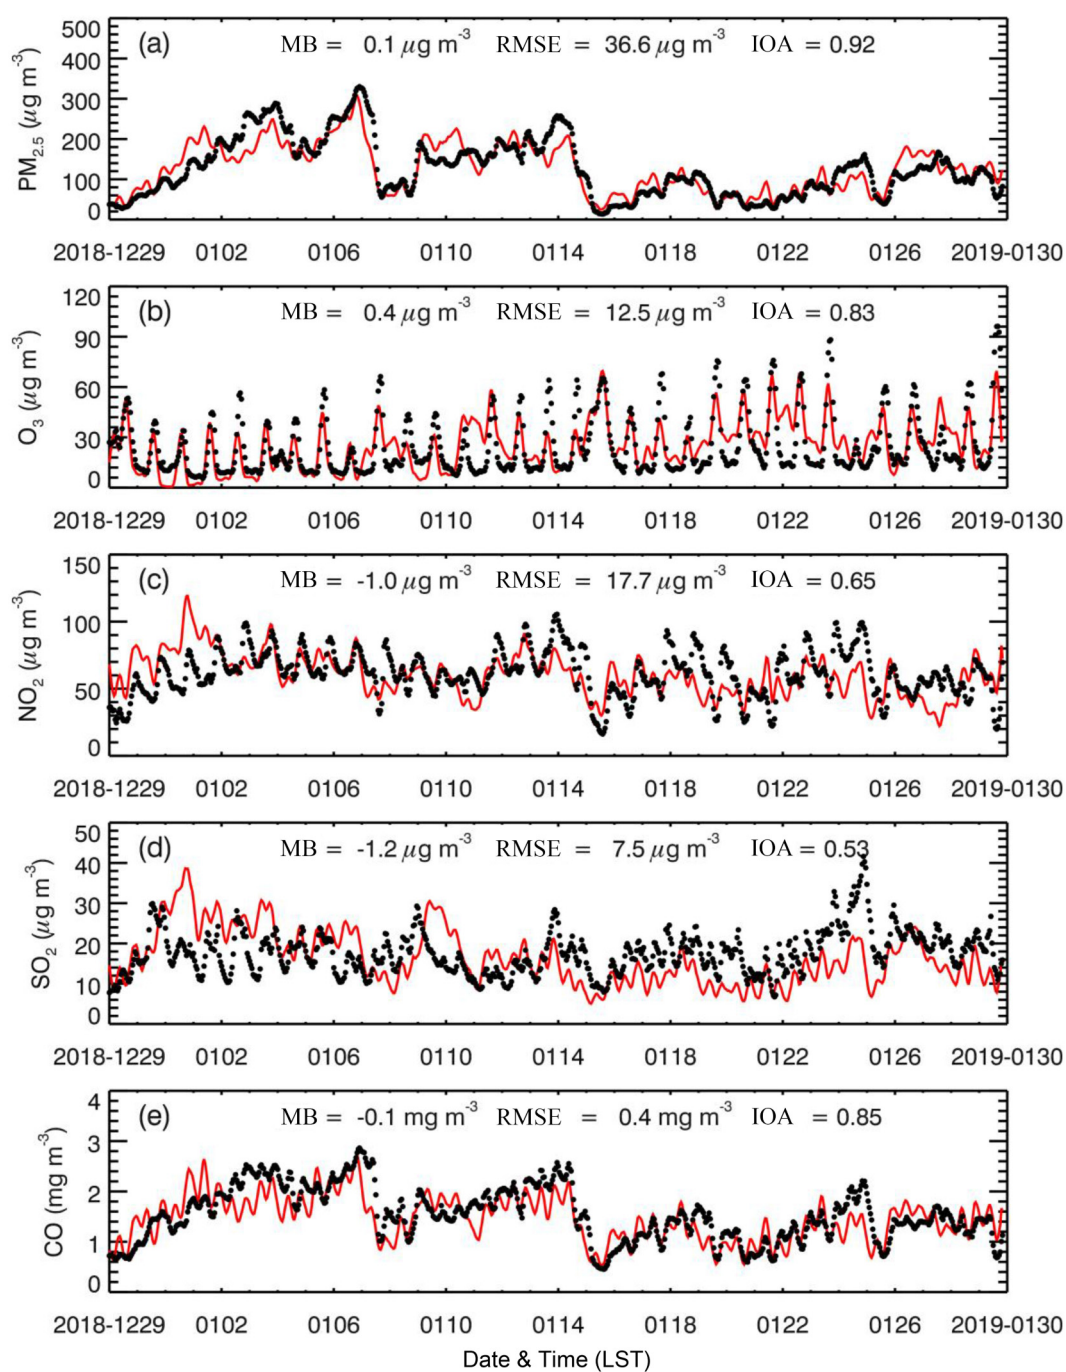 (a) MB = 0.1 μg m-3 RMSE = 36.6 μg m-3 IOA = 0.92
PM2.5 (μg m-3)
500
400
300
200
100
0
2018-1229 0102 0106 0110 0114 0118 0122 0126 2019-0130
(b) MB = 0.4 μg m-3 RMSE = 12.5 μg m-3 IOA = 0.83
O3 (μg m-3)
120
90
60
30
0
2018-1229 0102 0106 0110 0114 0118 0122 0126 2019-0130
(c) MB = -1.0 μg m-3 RMSE = 17.7 μg m-3 IOA = 0.65
NO2 (μg m-3)
150
100
50
0
2018-1229 0102 0106 0110 0114 0118 0122 0126 2019-0130
(d) MB = -1.2 μg m-3 RMSE = 7.5 μg m-3 IOA = 0.53
SO2 (μg m-3)
50
40
30
20
10
0
2018-1229 0102 0106 0110 0114 0118 0122 0126 2019-0130
(e) MB = -0.1 mg m-3 RMSE = 0.4 mg m-3 IOA = 0.85
CO (mg m-3)
4
3
2
1
0
2018-1229 0102 0106 0110 0114 0118 0122 0126 2019-0130
Date & Time (LST)